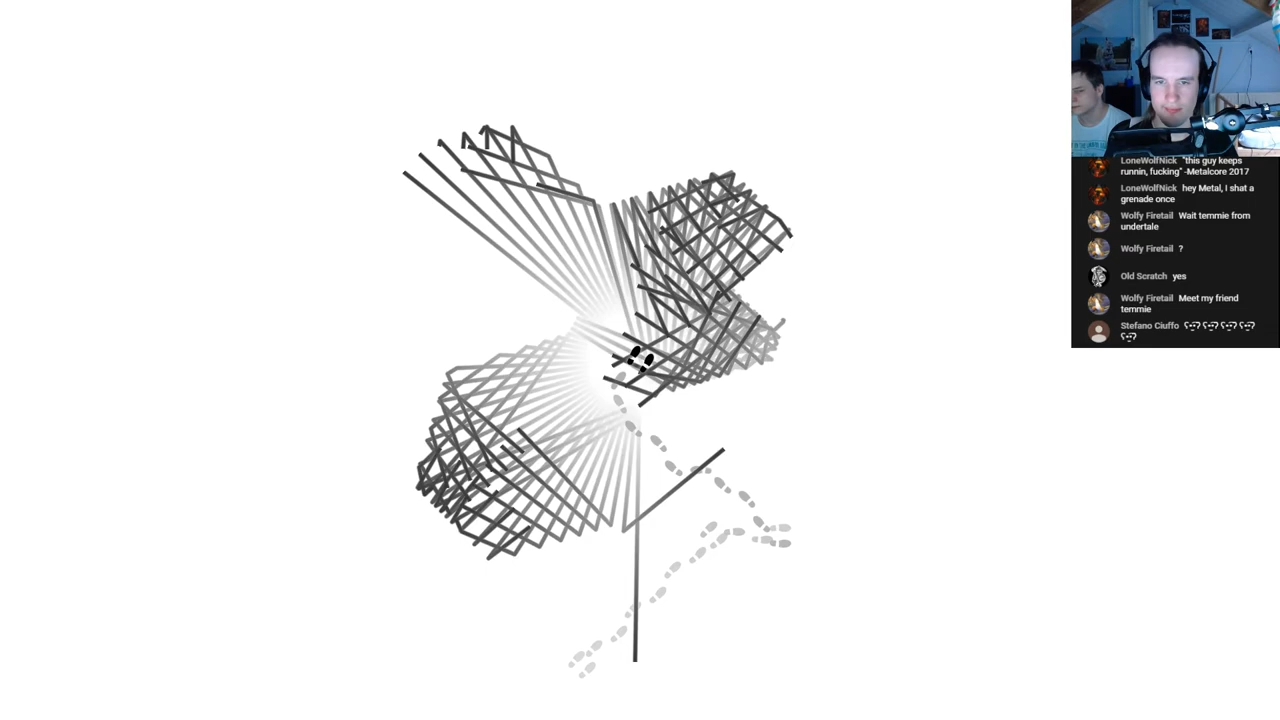 LoneWolfNick "this guy keeps
runnin, fucking" -Metalcore 2017
LoneWolfNick hey Metal, I shat a
grenade once
Wolfy Firetail Wait temmie from
undertale
Wolfy Firetail ?
Old Scratch yes
Wolfy Firetail Meet my friend
temmie
Stefano Ciuffo